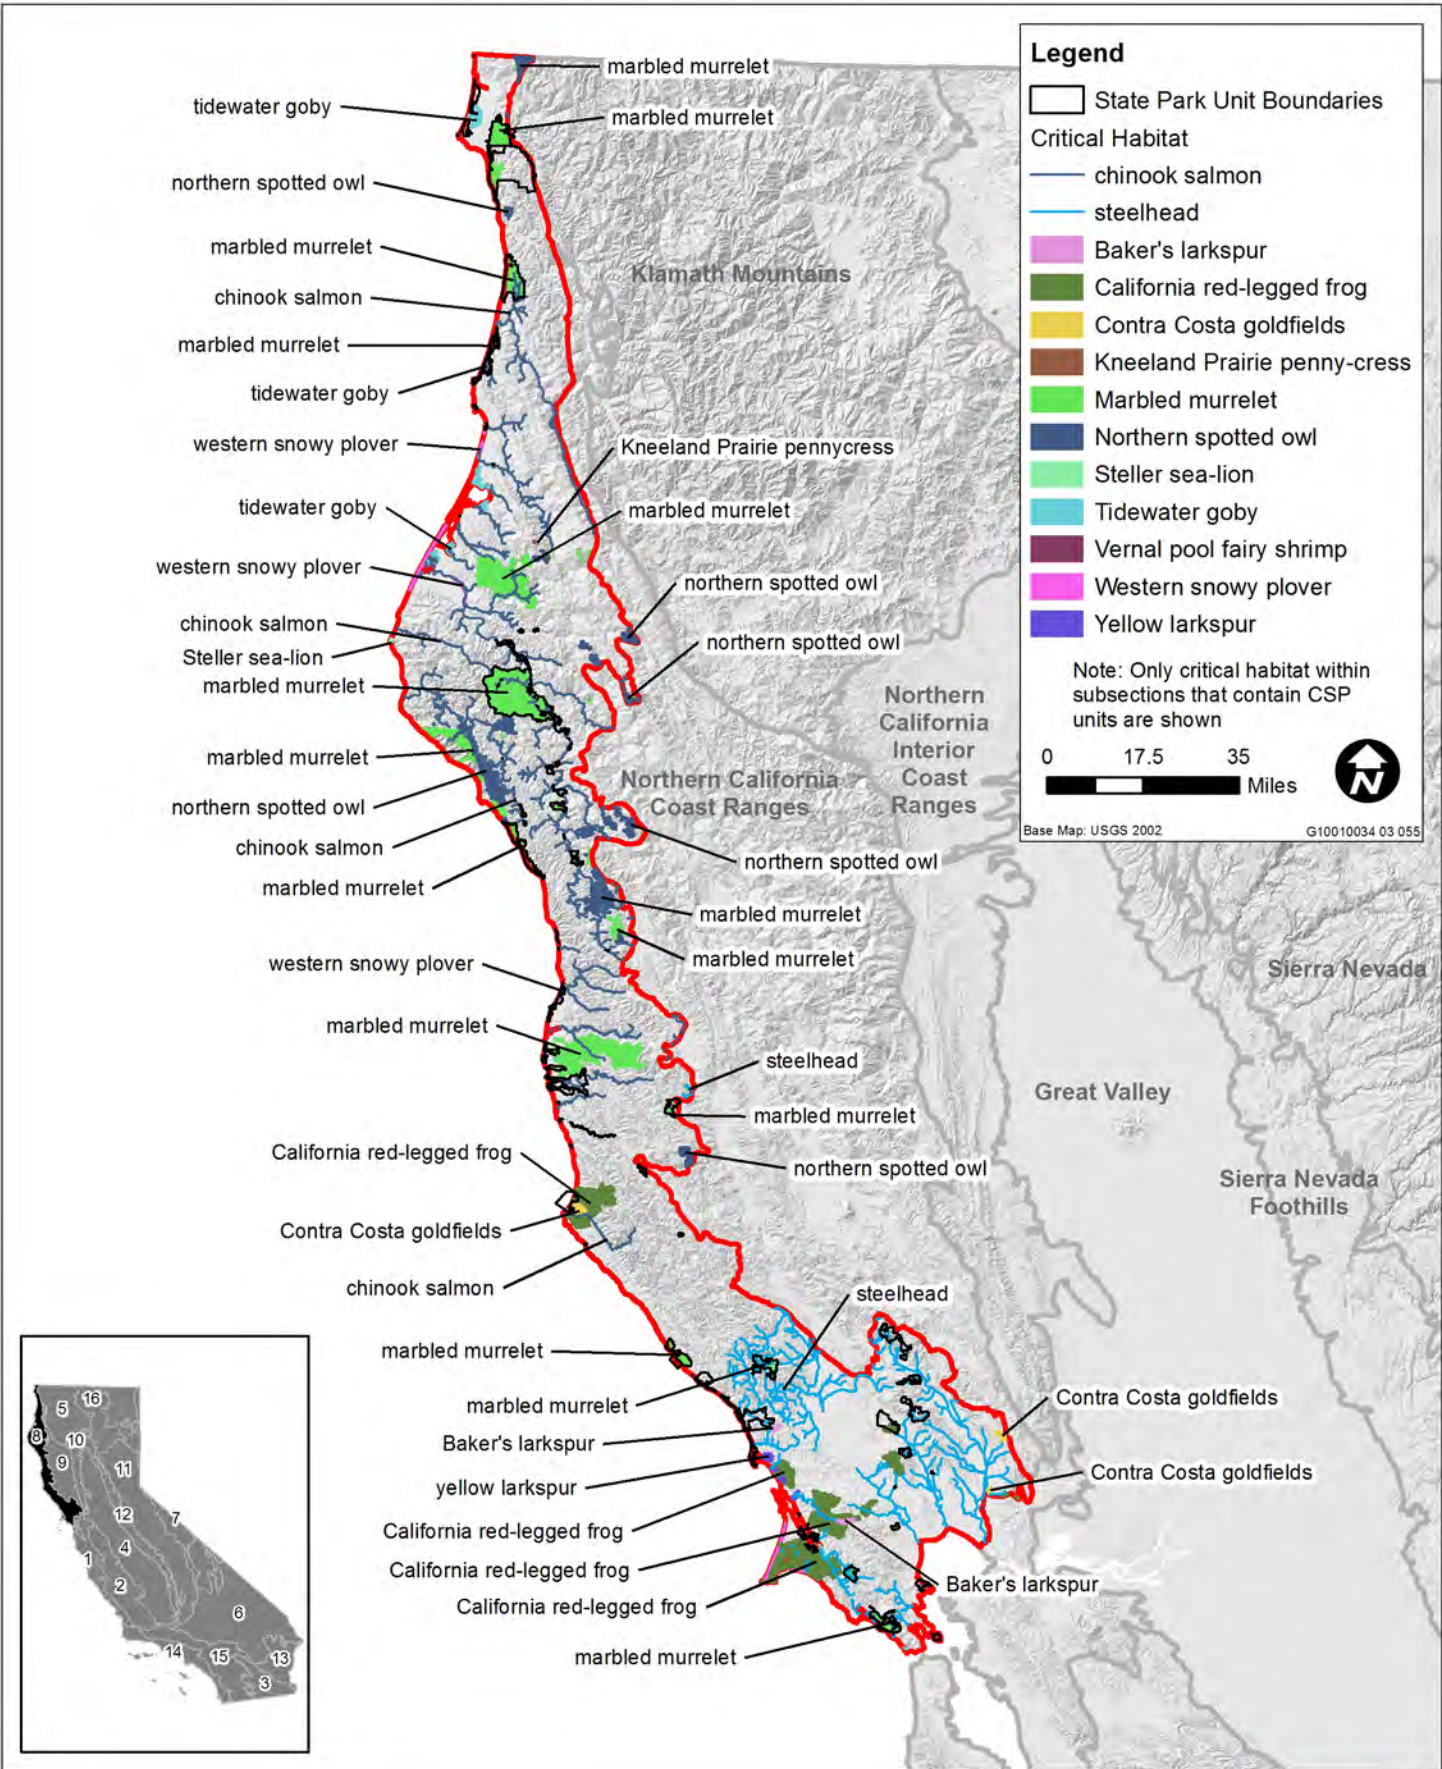 marbled murrelet
tidewater goby
marbled murrelet
northern spotted owl
marbled murrelet
chinook salmon
marbled murrelet
tidewater goby
western snowy plover
Kneeland Prairie pennycress
tidewater goby
marbled murrelet
western snowy plover
northern spotted owl
chinook salmon
northern spotted owl
Steller sea-lion
marbled murrelet
marbled murrelet
northern spotted owl
chinook salmon
northern spotted owl
marbled murrelet
marbled murrelet
marbled murrelet
western snowy plover
marbled murrelet
steelhead
marbled murrelet
California red-legged frog
northern spotted owl
Contra Costa goldfields
chinook salmon
steelhead
marbled murrelet
Contra Costa goldfields
marbled murrelet
Baker's larkspur
Contra Costa goldfields
yellow larkspur
California red-legged frog
California red-legged frog
Baker's larkspur
California red-legged frog
marbled murrelet
Klamath Mountains
Northern California
Coast Ranges
Northern
California
Interior
Coast
Ranges
Sierra Nevada
Great Valley
Sierra Nevada
Foothills
Legend
State Park Unit Boundaries
Critical Habitat
chinook salmon
steelhead
Baker's larkspur
California red-legged frog
Contra Costa goldfields
Kneeland Prairie penny-cress
Marbled murrelet
Northern spotted owl
Steller sea-lion
Tidewater goby
Vernal pool fairy shrimp
Western snowy plover
Yellow larkspur
Note: Only critical habitat within
subsections that contain CSP
units are shown
0 17.5 35
Miles
N
Base Map: USGS 2002 G10010034 03 055
16
5
8
10
9
11
12
7
4
1
2
6
14
15
13
3